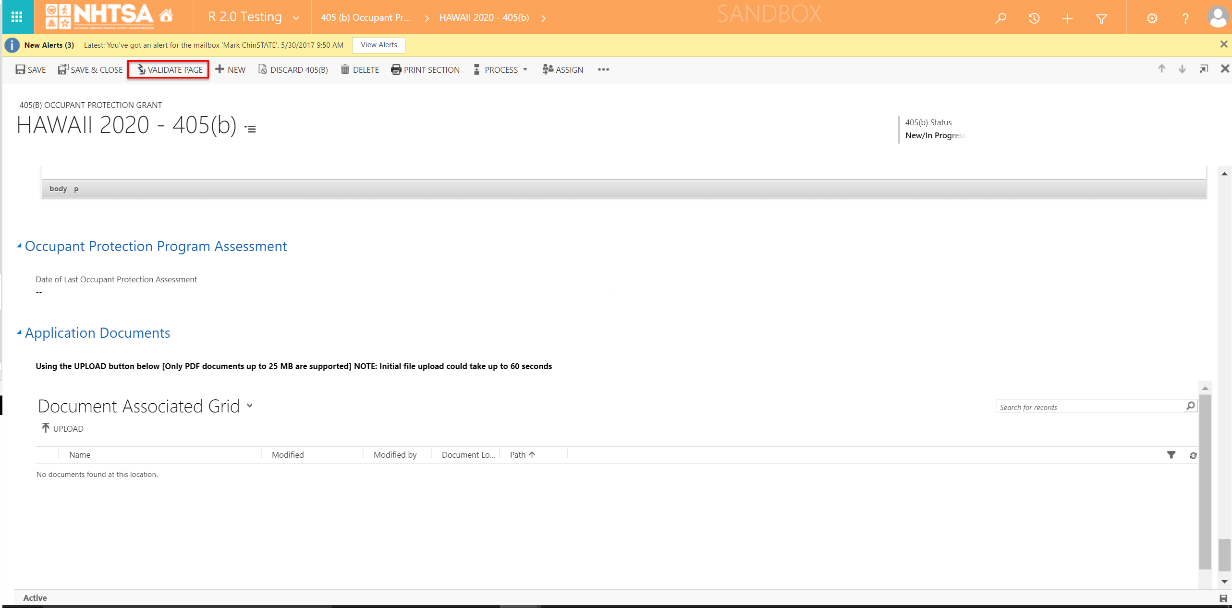 NHTSA R 2.0 Testing 405 (b) Occupant Pr... HAWAII 2020 - 405(b) SANDBOX
New Alerts (3) Latest: You've got an alert for the mailbox 'Mark ChinSTATE'. 5/30/2017 9:50 AM View Alerts
SAVE SAVE & CLOSE VALIDATE PAGE NEW DISCARD 405(B) DELETE PRINT SECTION PROCESS ASSIGN
405(B) OCCUPANT PROTECTION GRANT
HAWAII 2020 - 405(b)
405(b) Status
New/In Progress
body p
Occupant Protection Program Assessment
Date of Last Occupant Protection Assessment
--
Application Documents
Using the UPLOAD button below [Only PDF documents up to 25 MB are supported] NOTE: Initial file upload could take up to 60 seconds
Document Associated Grid
Search for records
UPLOAD
Name Modified Modified by Document Lo... Path
No documents found at this location.
Active